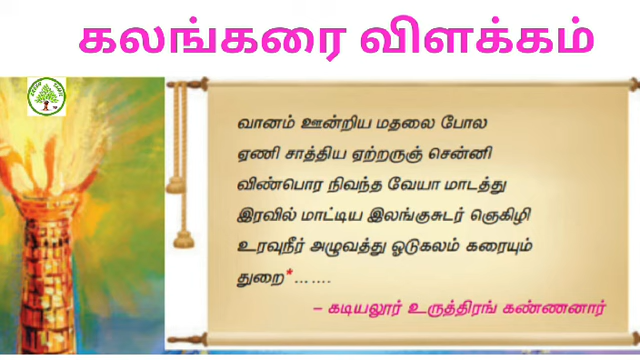 கலங்கரை விளக்கம்
வானம் ஊன்றிய மதலை போல
ஏணி சாத்திய ஏற்றருஞ் சென்னி
விண்பொர நிவந்த வேயா மாடத்து
இரவில் மாட்டிய இலங்குசுடர் ஞெகிழி
உரவுநீர் அழுவத்து ஓடுகலம் கரையும்
துறை*.......
– கடியலூர் உருத்திரங் கண்ணனார்